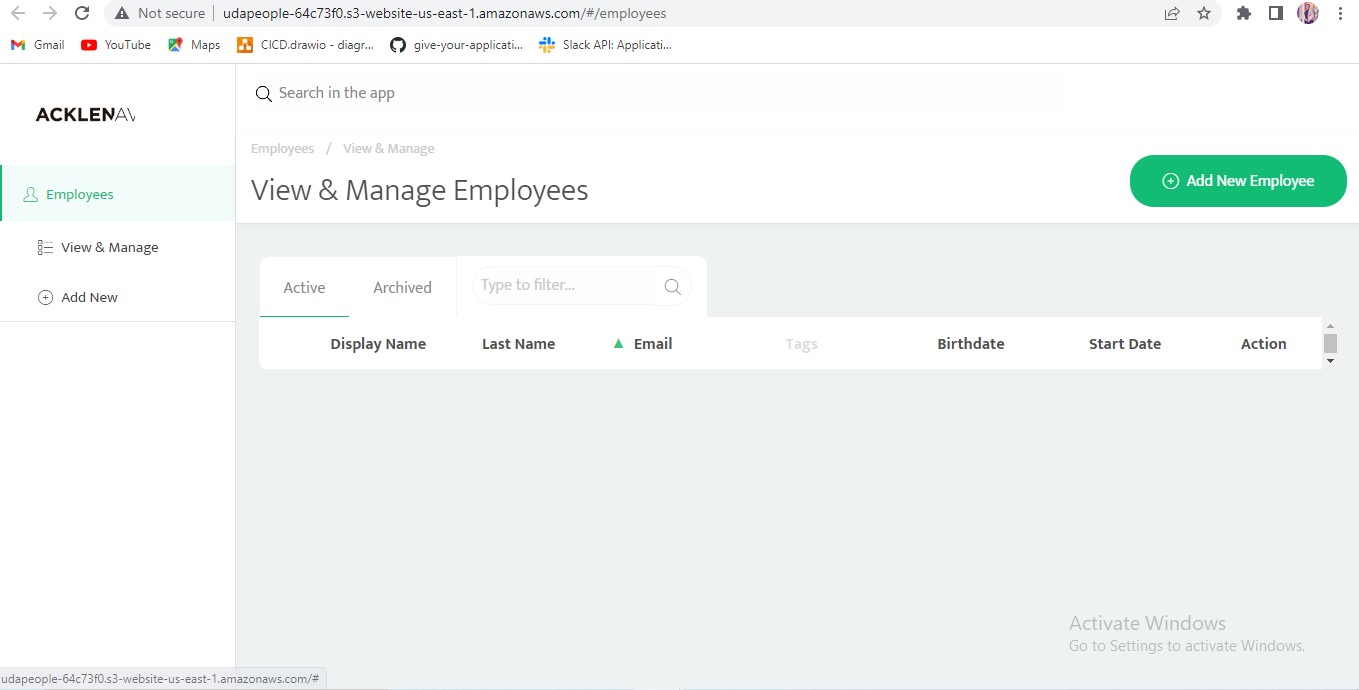 Not secure
udapeople-64c73f0.s3-website-us-east-1.amazonaws.com/#/employees
Gmail
YouTube
Maps
CICD.drawio - diagr...
give-your-applicati...
Slack API: Applicati...
ACKLENAV
Search in the app
Employees / View & Manage
View & Manage Employees
Add New Employee
Employees
View & Manage
Add New
Active
Archived
Type to filter...
Display Name
Last Name
Email
Tags
Birthdate
Start Date
Action
Activate Windows
Go to Settings to activate Windows.
udapeople-64c73f0.s3-website-us-east-1.amazonaws.com/#